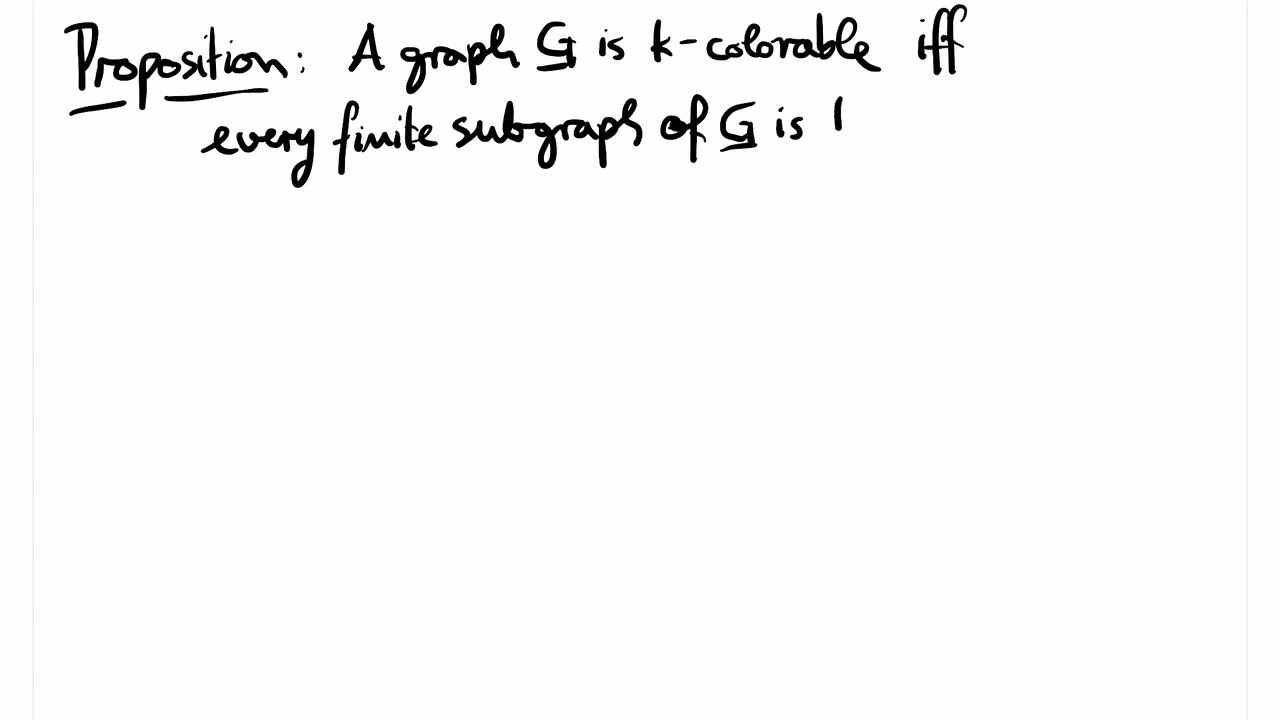 Proposition: A graph G is k-colorable iff
every finite subgraph of G is